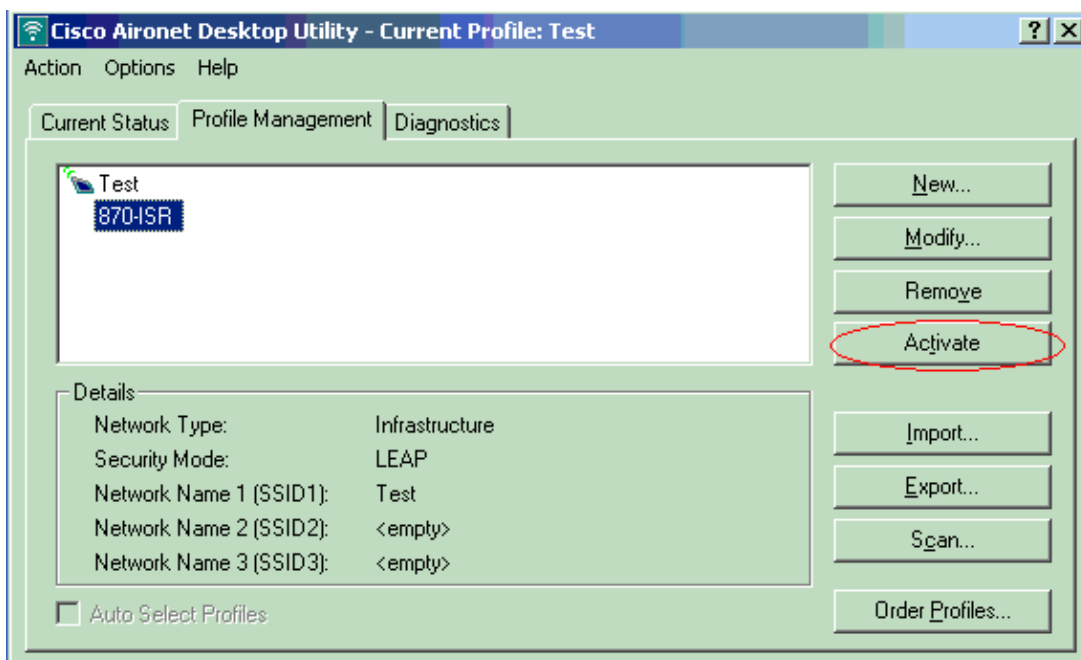 Cisco Aironet Desktop Utility - Current Profile: Test
Action Options Help
Current Status Profile Management Diagnostics
Test
870-ISR
New...
Modify...
Remove
Activate
Details
Network Type: Infrastructure
Security Mode: LEAP
Network Name 1 (SSID1): Test
Network Name 2 (SSID2): <empty>
Network Name 3 (SSID3): <empty>
Import...
Export...
Scan...
Auto Select Profiles
Order Profiles...